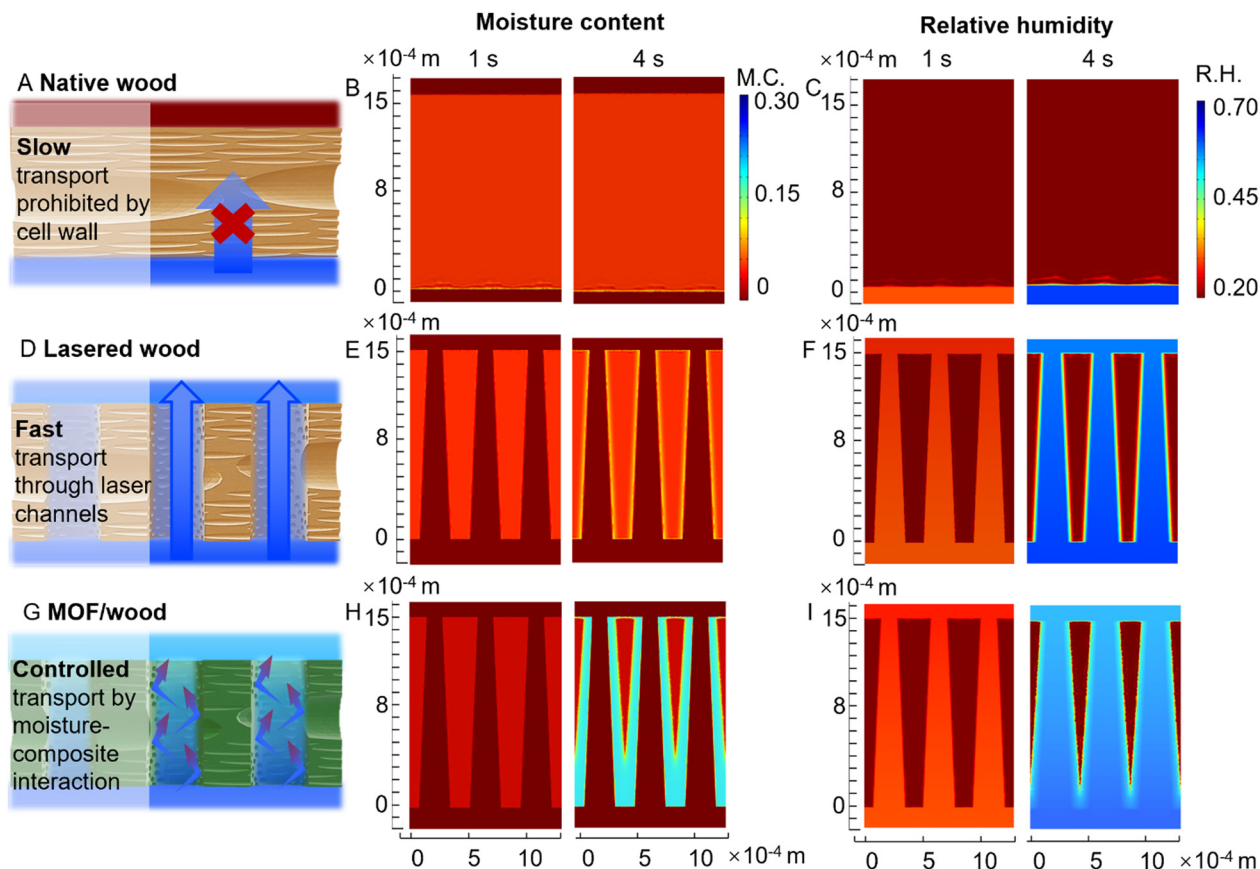 Moisture content
Relative humidity
×10⁻⁴ m
1 s
4 s
×10⁻⁴ m
1 s
4 s
A Native wood
Slow
transport
prohibited by
cell wall
B
15
8
0
M.C.
0.30
0.15
0
C
15
8
0
R.H.
0.70
0.45
0.20
×10⁻⁴ m
×10⁻⁴ m
D Lasered wood
Fast
transport
through laser
channels
E
15
8
0
F
15
8
0
×10⁻⁴ m
×10⁻⁴ m
G MOF/wood
Controlled
transport by
moisture-
composite
interaction
H
15
8
0
I
15
8
0
0 5 10 0 5 10 ×10⁻⁴ m
0 5 10 0 5 10 ×10⁻⁴ m